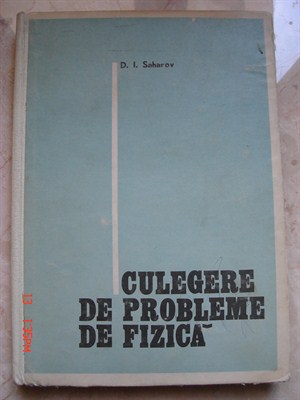 D. I. Saharov
CULEGERE
DE PROBLEME
DE FIZICĂ